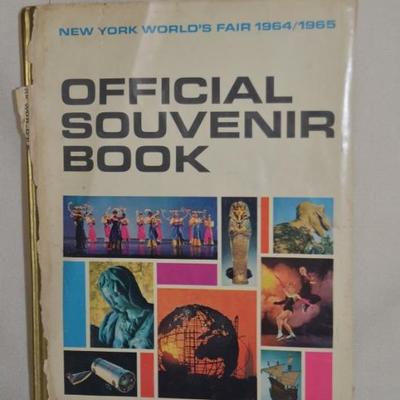 NEW YORK WORLD'S FAIR 1964/1965
OFFICIAL
SOUVENIR
BOOK